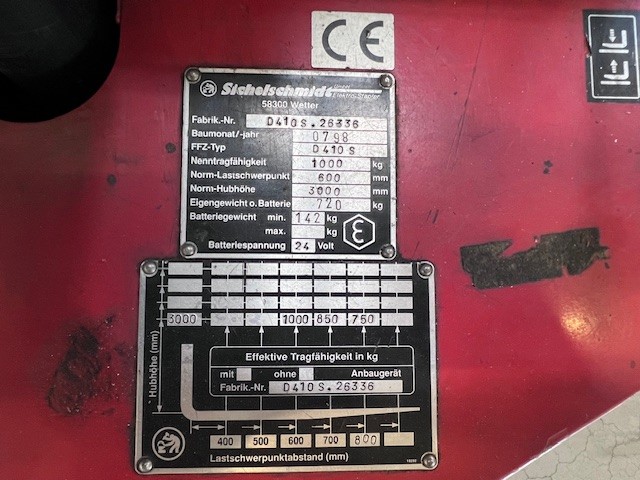 CE
Sichelschmidt GmbH
Elektro-Stapler
58300 Wetter
Fabrik.-Nr. D410S.26336
Baumonat/-jahr 0798
FFZ-Typ D410S
Nenntragfähigkeit 1000 kg
Norm-Lastschwerpunkt 600 mm
Norm-Hubhöhe 3000 mm
Eigengewicht o. Batterie 720 kg
Batteriegewicht min. 142 kg
max. kg
Batteriespannung 24 Volt
3000 1000 850 750
Hubhöhe (mm)
Effektive Tragfähigkeit in kg
mit ohne Anbaugerät
Fabrik.-Nr. D410S.26336
400 500 600 700 800
Lastschwerpunktabstand (mm)